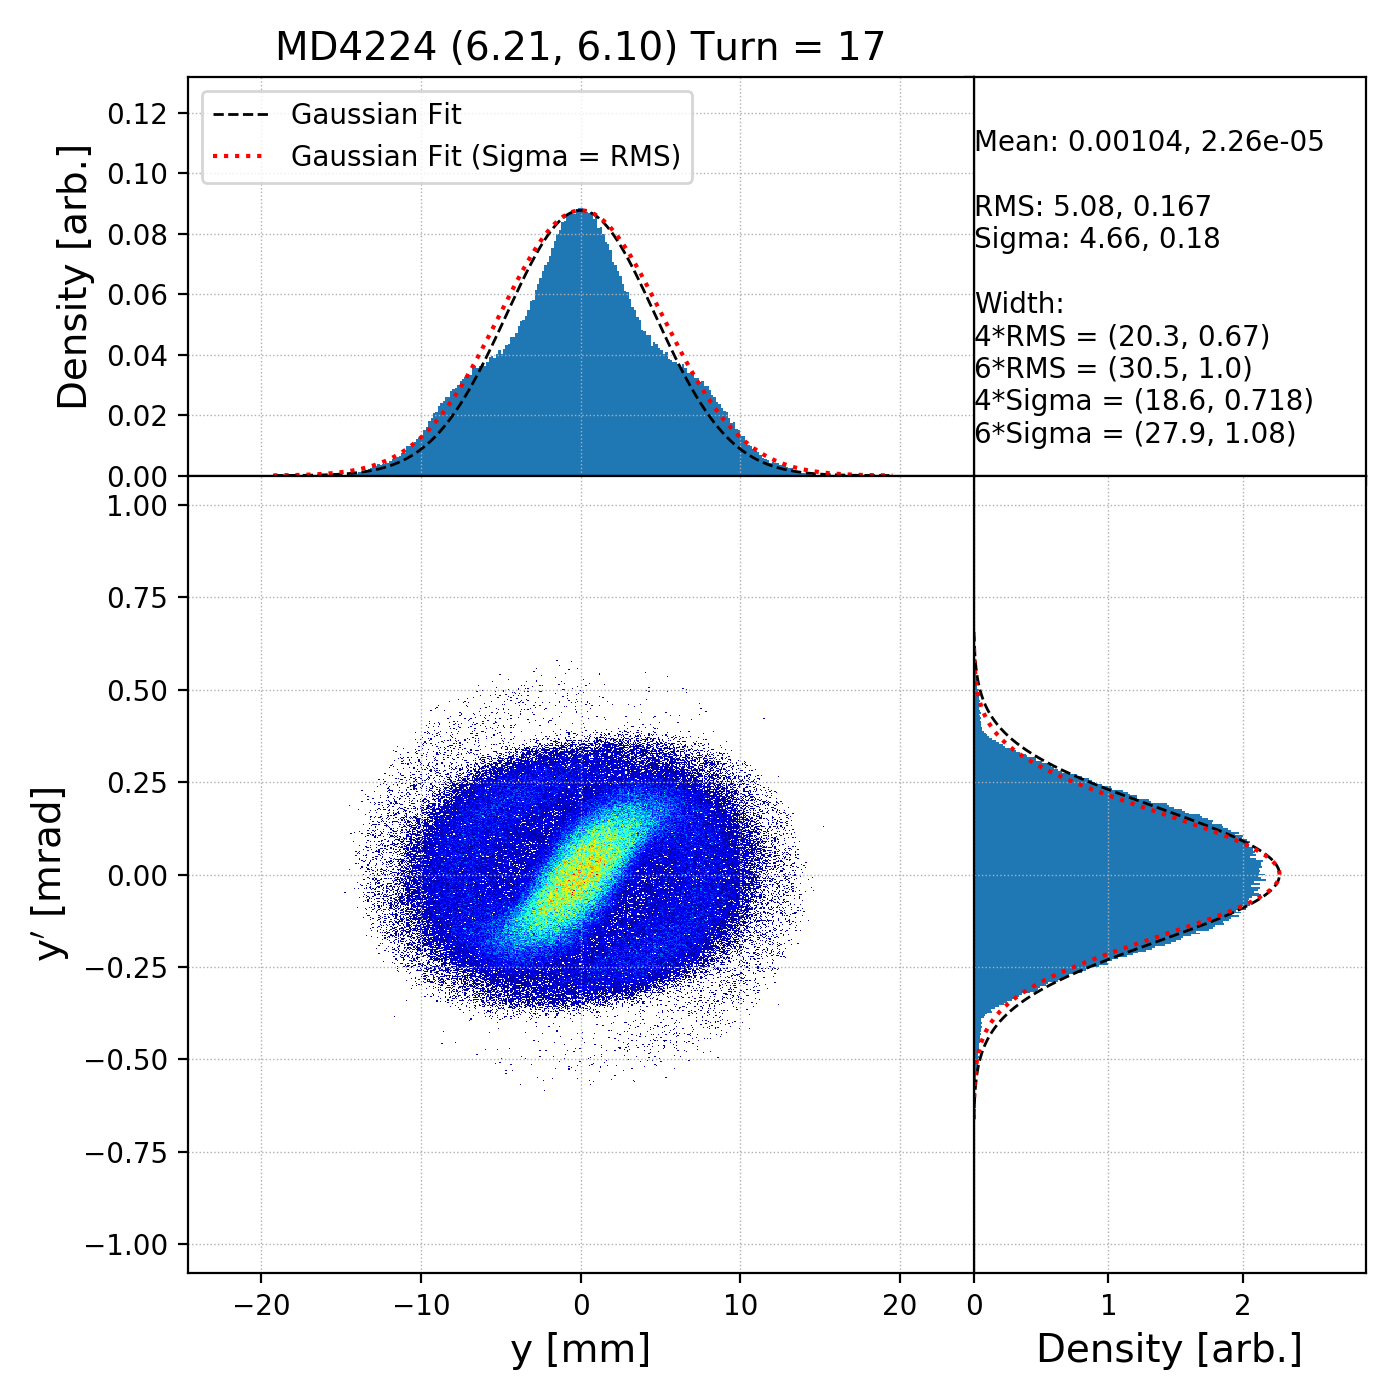 MD4224 (6.21, 6.10) Turn = 17
Gaussian Fit
Gaussian Fit (Sigma = RMS)
Density [arb.]
0.12
0.10
0.08
0.06
0.04
0.02
0.00
Mean: 0.00104, 2.26e-05
RMS: 5.08, 0.167
Sigma: 4.66, 0.18
Width:
4*RMS = (20.3, 0.67)
6*RMS = (30.5, 1.0)
4*Sigma = (18.6, 0.718)
6*Sigma = (27.9, 1.08)
y′ [mrad]
1.00
0.75
0.50
0.25
0.00
−0.25
−0.50
−0.75
−1.00
−20 −10 0 10 20
y [mm]
0 1 2
Density [arb.]